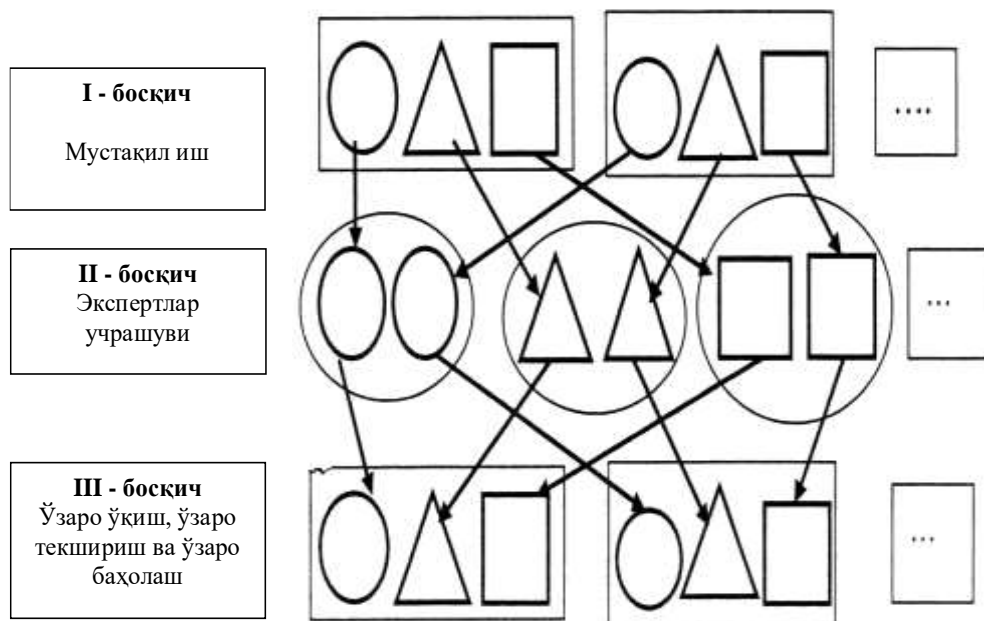 I - босқич
Мустақил иш
....
II - босқич
Экспертлар
учрашуви
...
III - босқич
Ўзаро ўқиш, ўзаро
текшириш ва ўзаро
баҳолаш
...